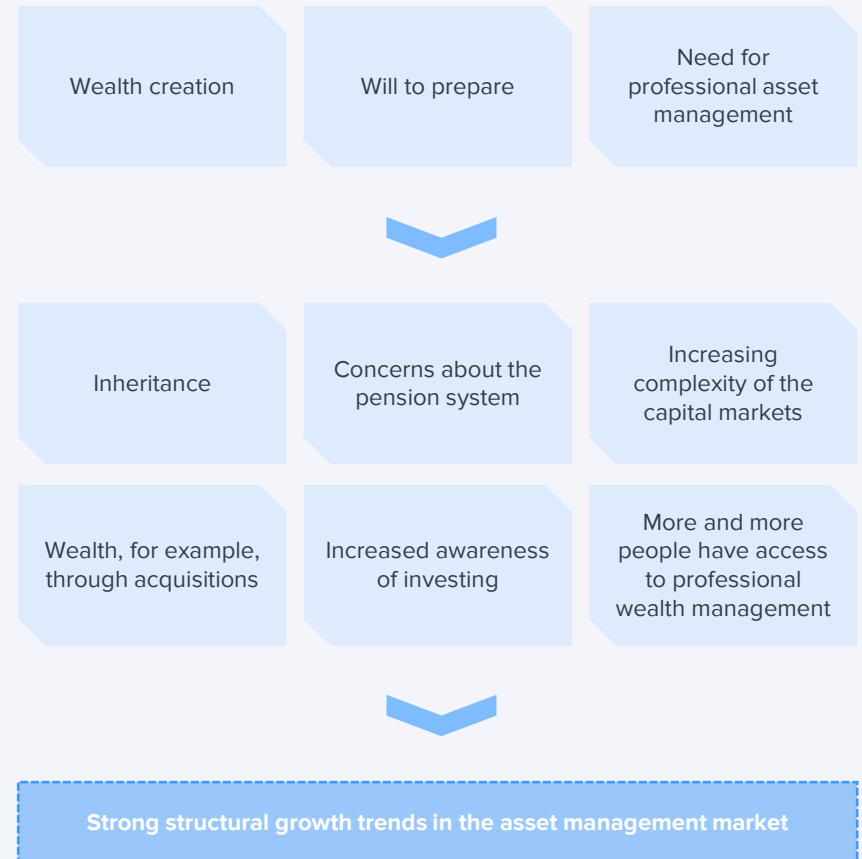 Wealth creation
Will to prepare
Need for
professional asset
management
Inheritance
Concerns about the
pension system
Increasing
complexity of the
capital markets
Wealth, for example,
through acquisitions
Increased awareness
of investing
More and more
people have access
to professional
wealth management
Strong structural growth trends in the asset management market